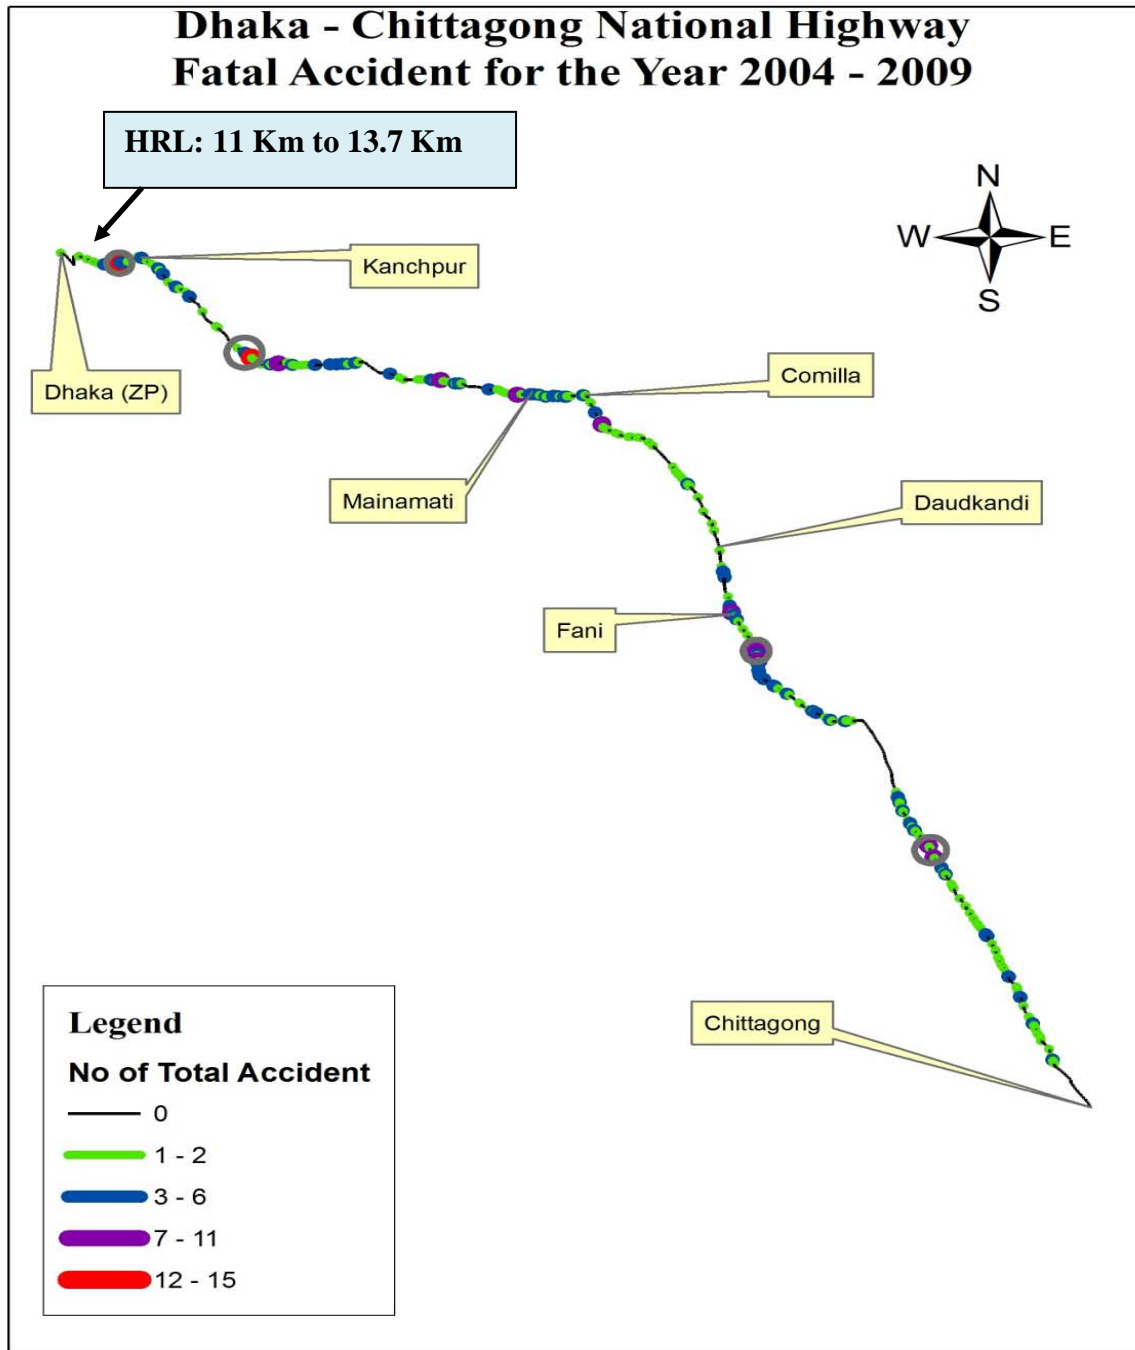 Dhaka - Chittagong National Highway
Fatal Accident for the Year 2004 - 2009
HRL: 11 Km to 13.7 Km
N
W
E
S
Kanchpur
Dhaka (ZP)
Comilla
Mainamati
Daudkandi
Fani
Chittagong
Legend
No of Total Accident
0
1 - 2
3 - 6
7 - 11
12 - 15